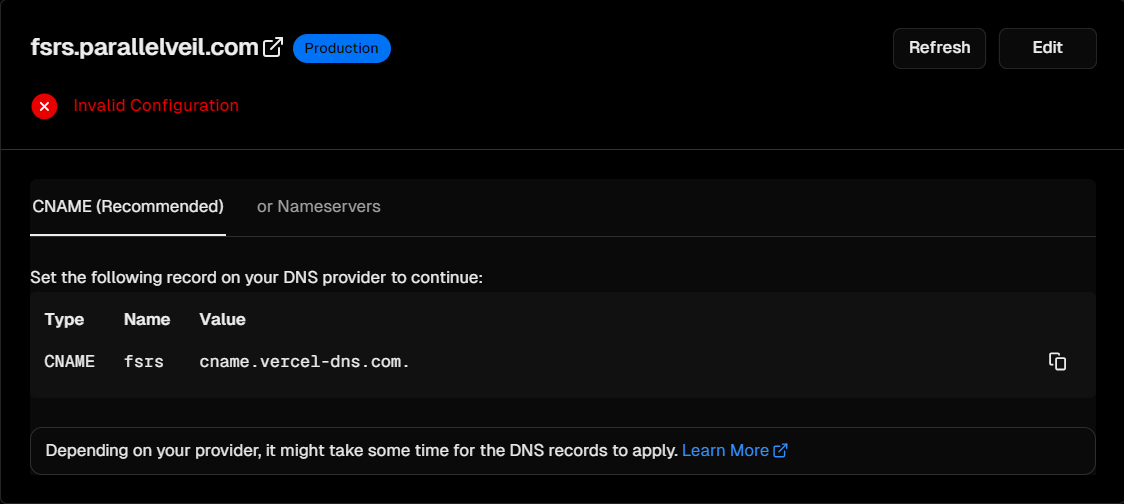 fsrs.parallelveil.com Production Refresh Edit
Invalid Configuration
CNAME (Recommended) or Nameservers
Set the following record on your DNS provider to continue:
Type Name Value
CNAME fsrs cname.vercel-dns.com.
Depending on your provider, it might take some time for the DNS records to apply. Learn More